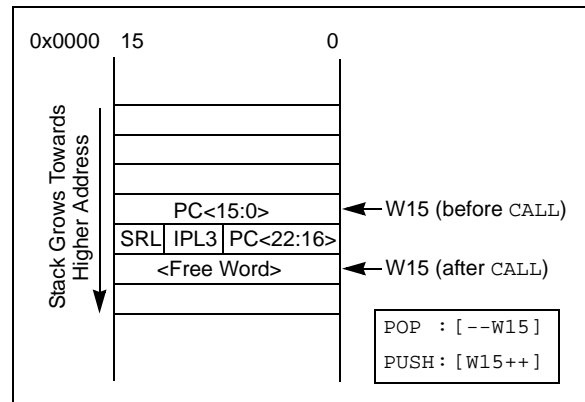 0x0000 15 0
Stack Grows Towards
Higher Address
PC<15:0>
W15 (before CALL)
SRL IPL3 PC<22:16>
<Free Word>
W15 (after CALL)
POP : [--W15]
PUSH: [W15++]